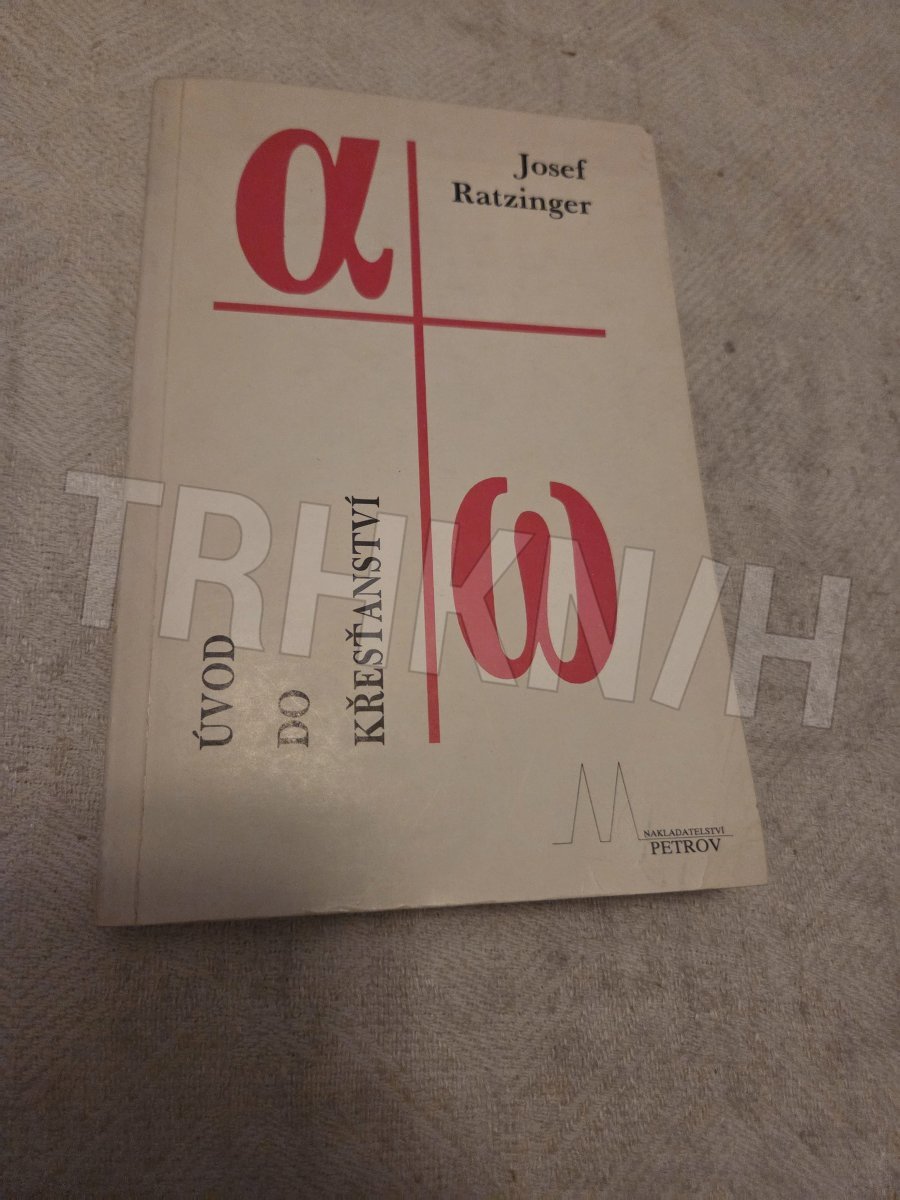 α
Josef
Ratzinger
ÚVOD
DO
KŘESŤANSTVÍ
ω
NAKLADATELSTVÍ
PETROV
TRHKNIH